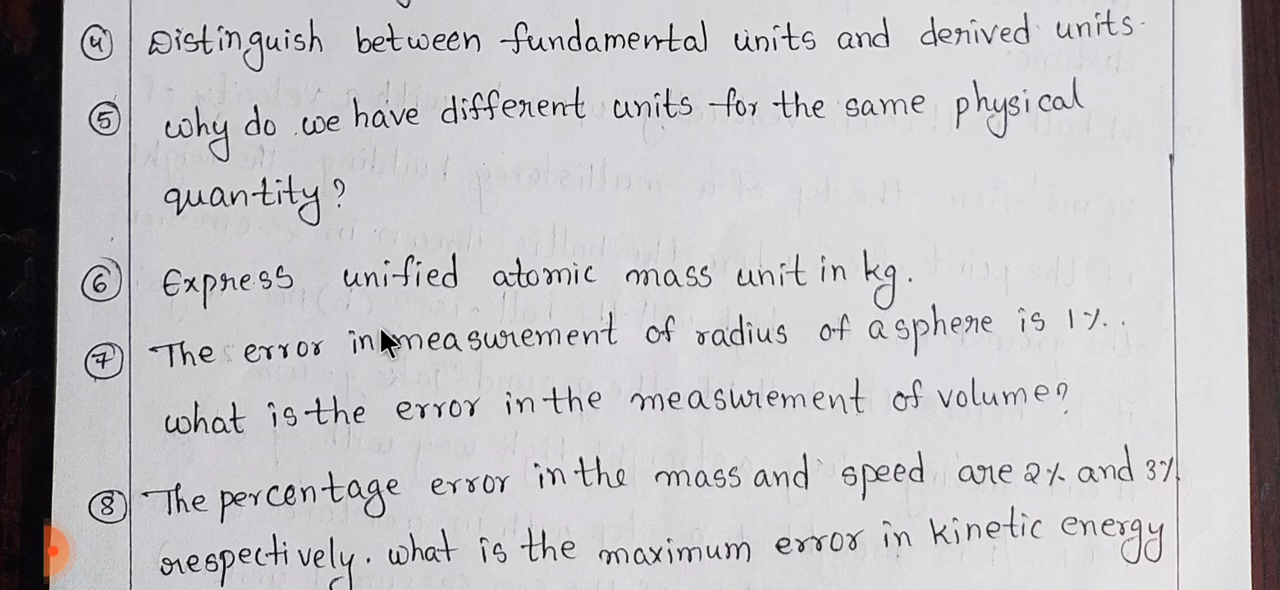 ④ Distinguish between fundamental units and derived units.
⑤ why do we have different units for the same physical
quantity?
⑥ Express unified atomic mass unit in kg.
⑦ The error in measurement of radius of a sphere is 1%.
what is the error in the measurement of volume?
⑧ The percentage error in the mass and speed are 2% and 3%
respectively. what is the maximum error in kinetic energy